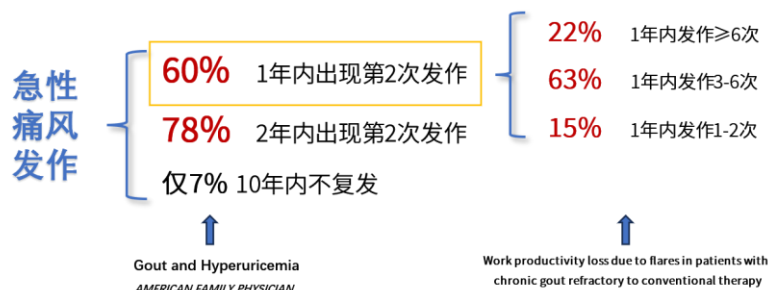 急性
痛风
发作
60% 1年内出现第2次发作
78% 2年内出现第2次发作
仅7% 10年内不复发
22% 1年内发作≥6次
63% 1年内发作3-6次
15% 1年内发作1-2次
Gout and Hyperuricemia
AMERICAN FAMILY PHYSICIAN
Work productivity loss due to flares in patients with
chronic gout refractory to conventional therapy